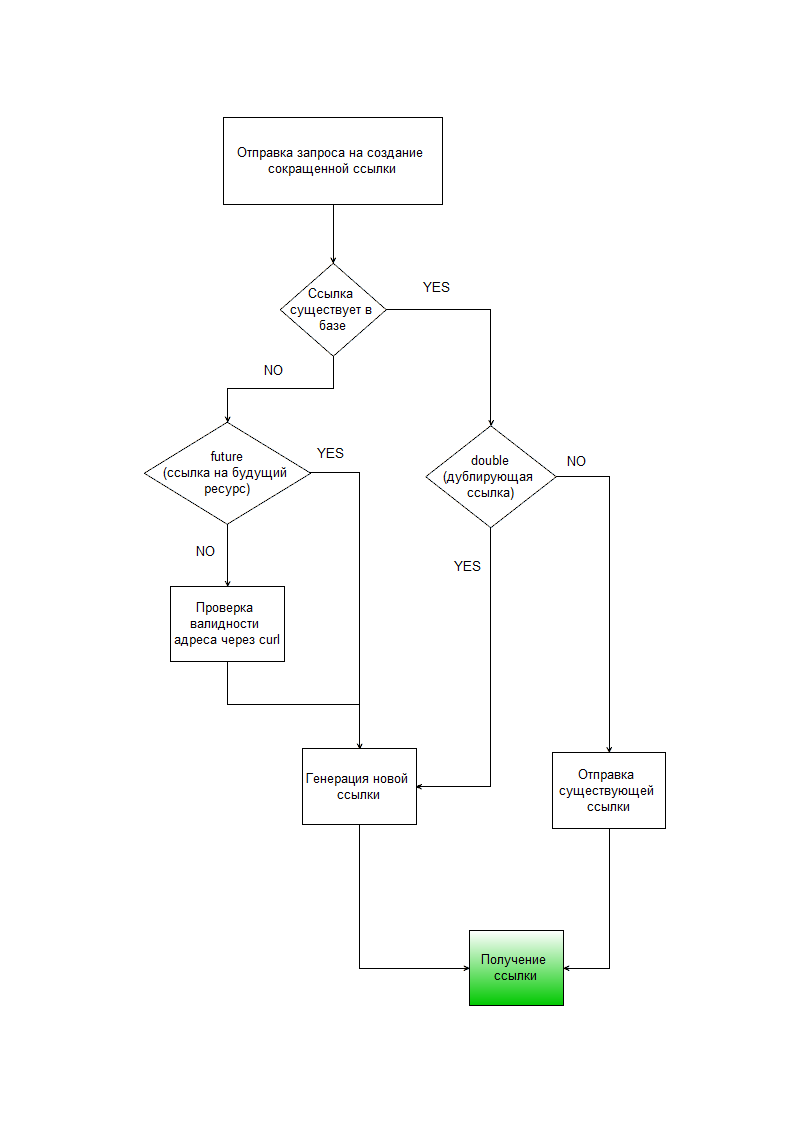 Отправка запроса на создание
сокращенной ссылки
Ссылка
существует в
базе
YES
NO
future
(ссылка на будущий
ресурс)
YES
double
(дублирующая
ссылка)
NO
NO
YES
Проверка
валидности
адреса через curl
Генерация новой
ссылки
Отправка
существующей
ссылки
Получение
ссылки